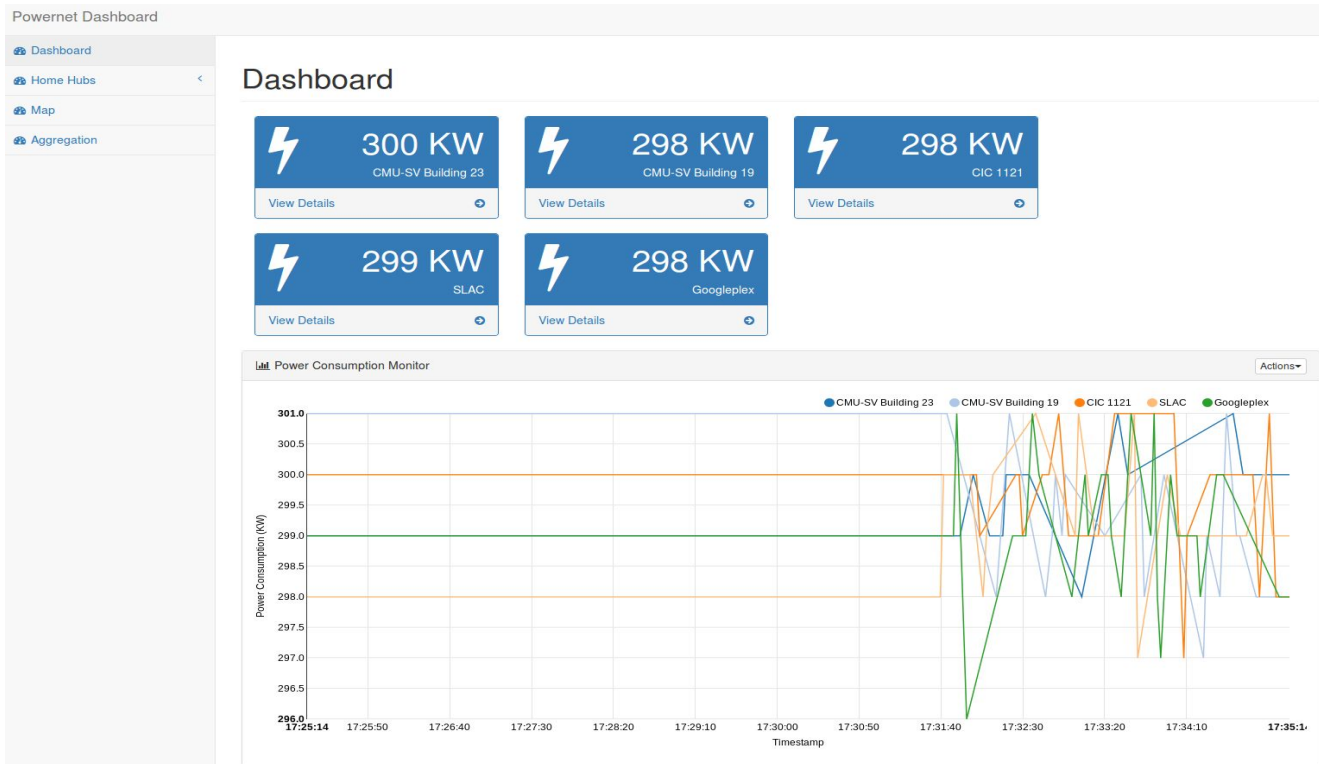 Powernet Dashboard
Dashboard
Home Hubs
Map
Aggregation
Dashboard
300 KW
CMU-SV Building 23
View Details
298 KW
CMU-SV Building 19
View Details
298 KW
CIC 1121
View Details
299 KW
SLAC
View Details
298 KW
Googleplex
View Details
Power Consumption Monitor
Actions
CMU-SV Building 23 CMU-SV Building 19 CIC 1121 SLAC Googleplex
301.0
300.5
300.0
299.5
299.0
298.5
298.0
297.5
297.0
296.5
296.0
Power Consumption (KW)
17:25:14 17:25:50 17:26:40 17:27:30 17:28:20 17:29:10 17:30:00 17:30:50 17:31:40 17:32:30 17:33:20 17:34:10 17:35:1
Timestamp